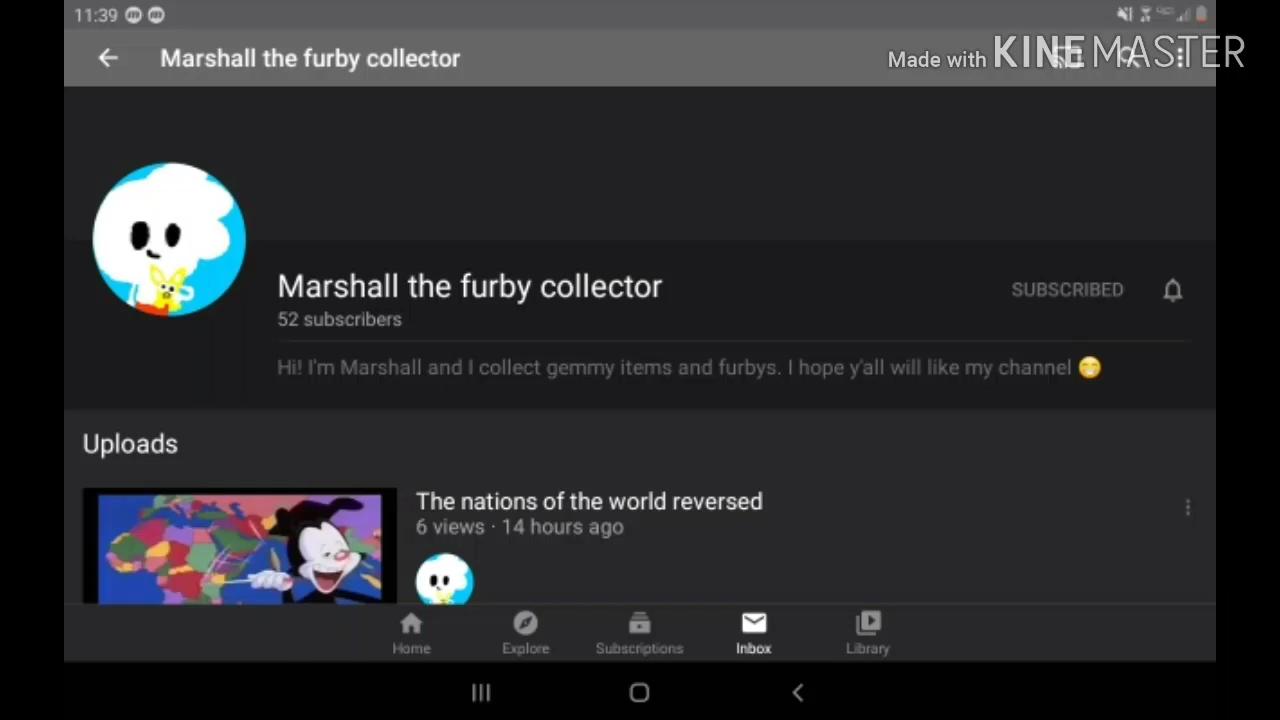 11:39
Marshall the furby collector
Made with KINEMASTER
Marshall the furby collector
52 subscribers
SUBSCRIBED
Hi! I'm Marshall and I collect gemmy items and furbys. I hope y'all will like my channel 😁
Uploads
The nations of the world reversed
6 views · 14 hours ago
Home
Explore
Subscriptions
Inbox
Library